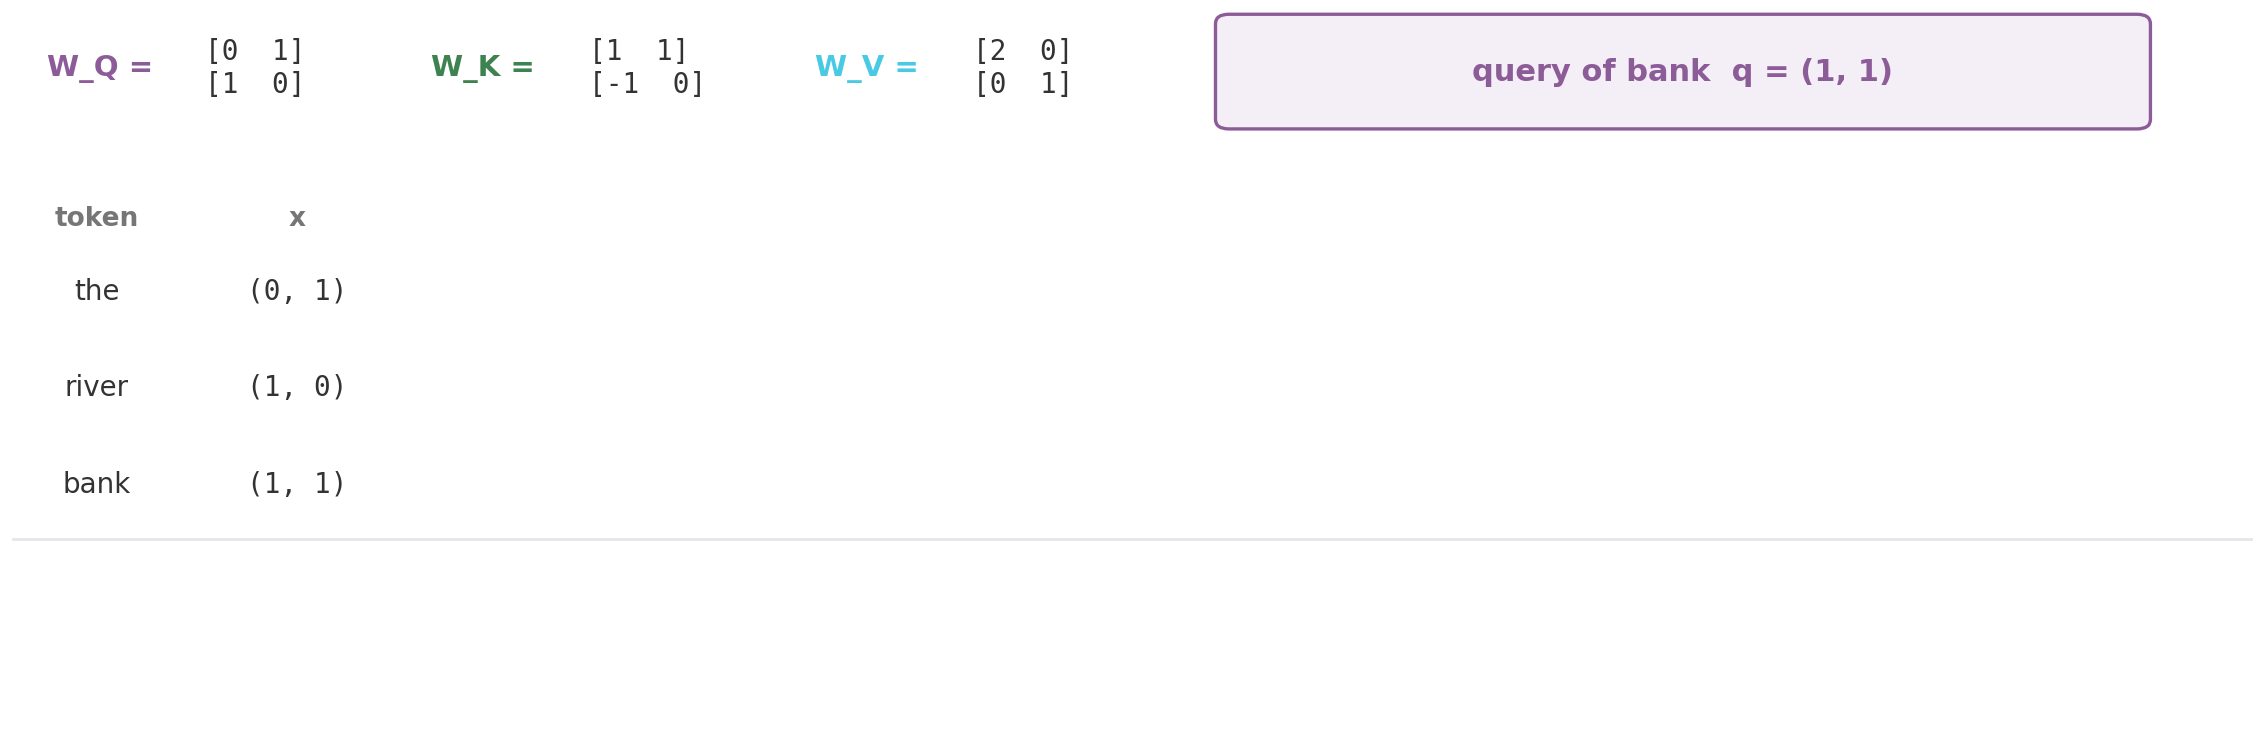 W_Q = [0  1]
[1  0]
W_K = [1  1]
[-1  0]
W_V = [2  0]
[0  1]
query of bank  q = (1, 1)
token x
the (0, 1)
river (1, 0)
bank (1, 1)